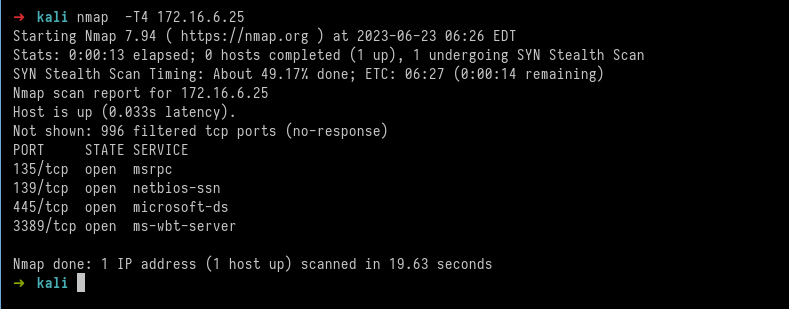 ➜ kali nmap  -T4 172.16.6.25
Starting Nmap 7.94 ( https://nmap.org ) at 2023-06-23 06:26 EDT
Stats: 0:00:13 elapsed; 0 hosts completed (1 up), 1 undergoing SYN Stealth Scan
SYN Stealth Scan Timing: About 49.17% done; ETC: 06:27 (0:00:14 remaining)
Nmap scan report for 172.16.6.25
Host is up (0.033s latency).
Not shown: 996 filtered tcp ports (no-response)
PORT     STATE SERVICE
135/tcp  open  msrpc
139/tcp  open  netbios-ssn
445/tcp  open  microsoft-ds
3389/tcp open  ms-wbt-server
Nmap done: 1 IP address (1 host up) scanned in 19.63 seconds
➜ kali